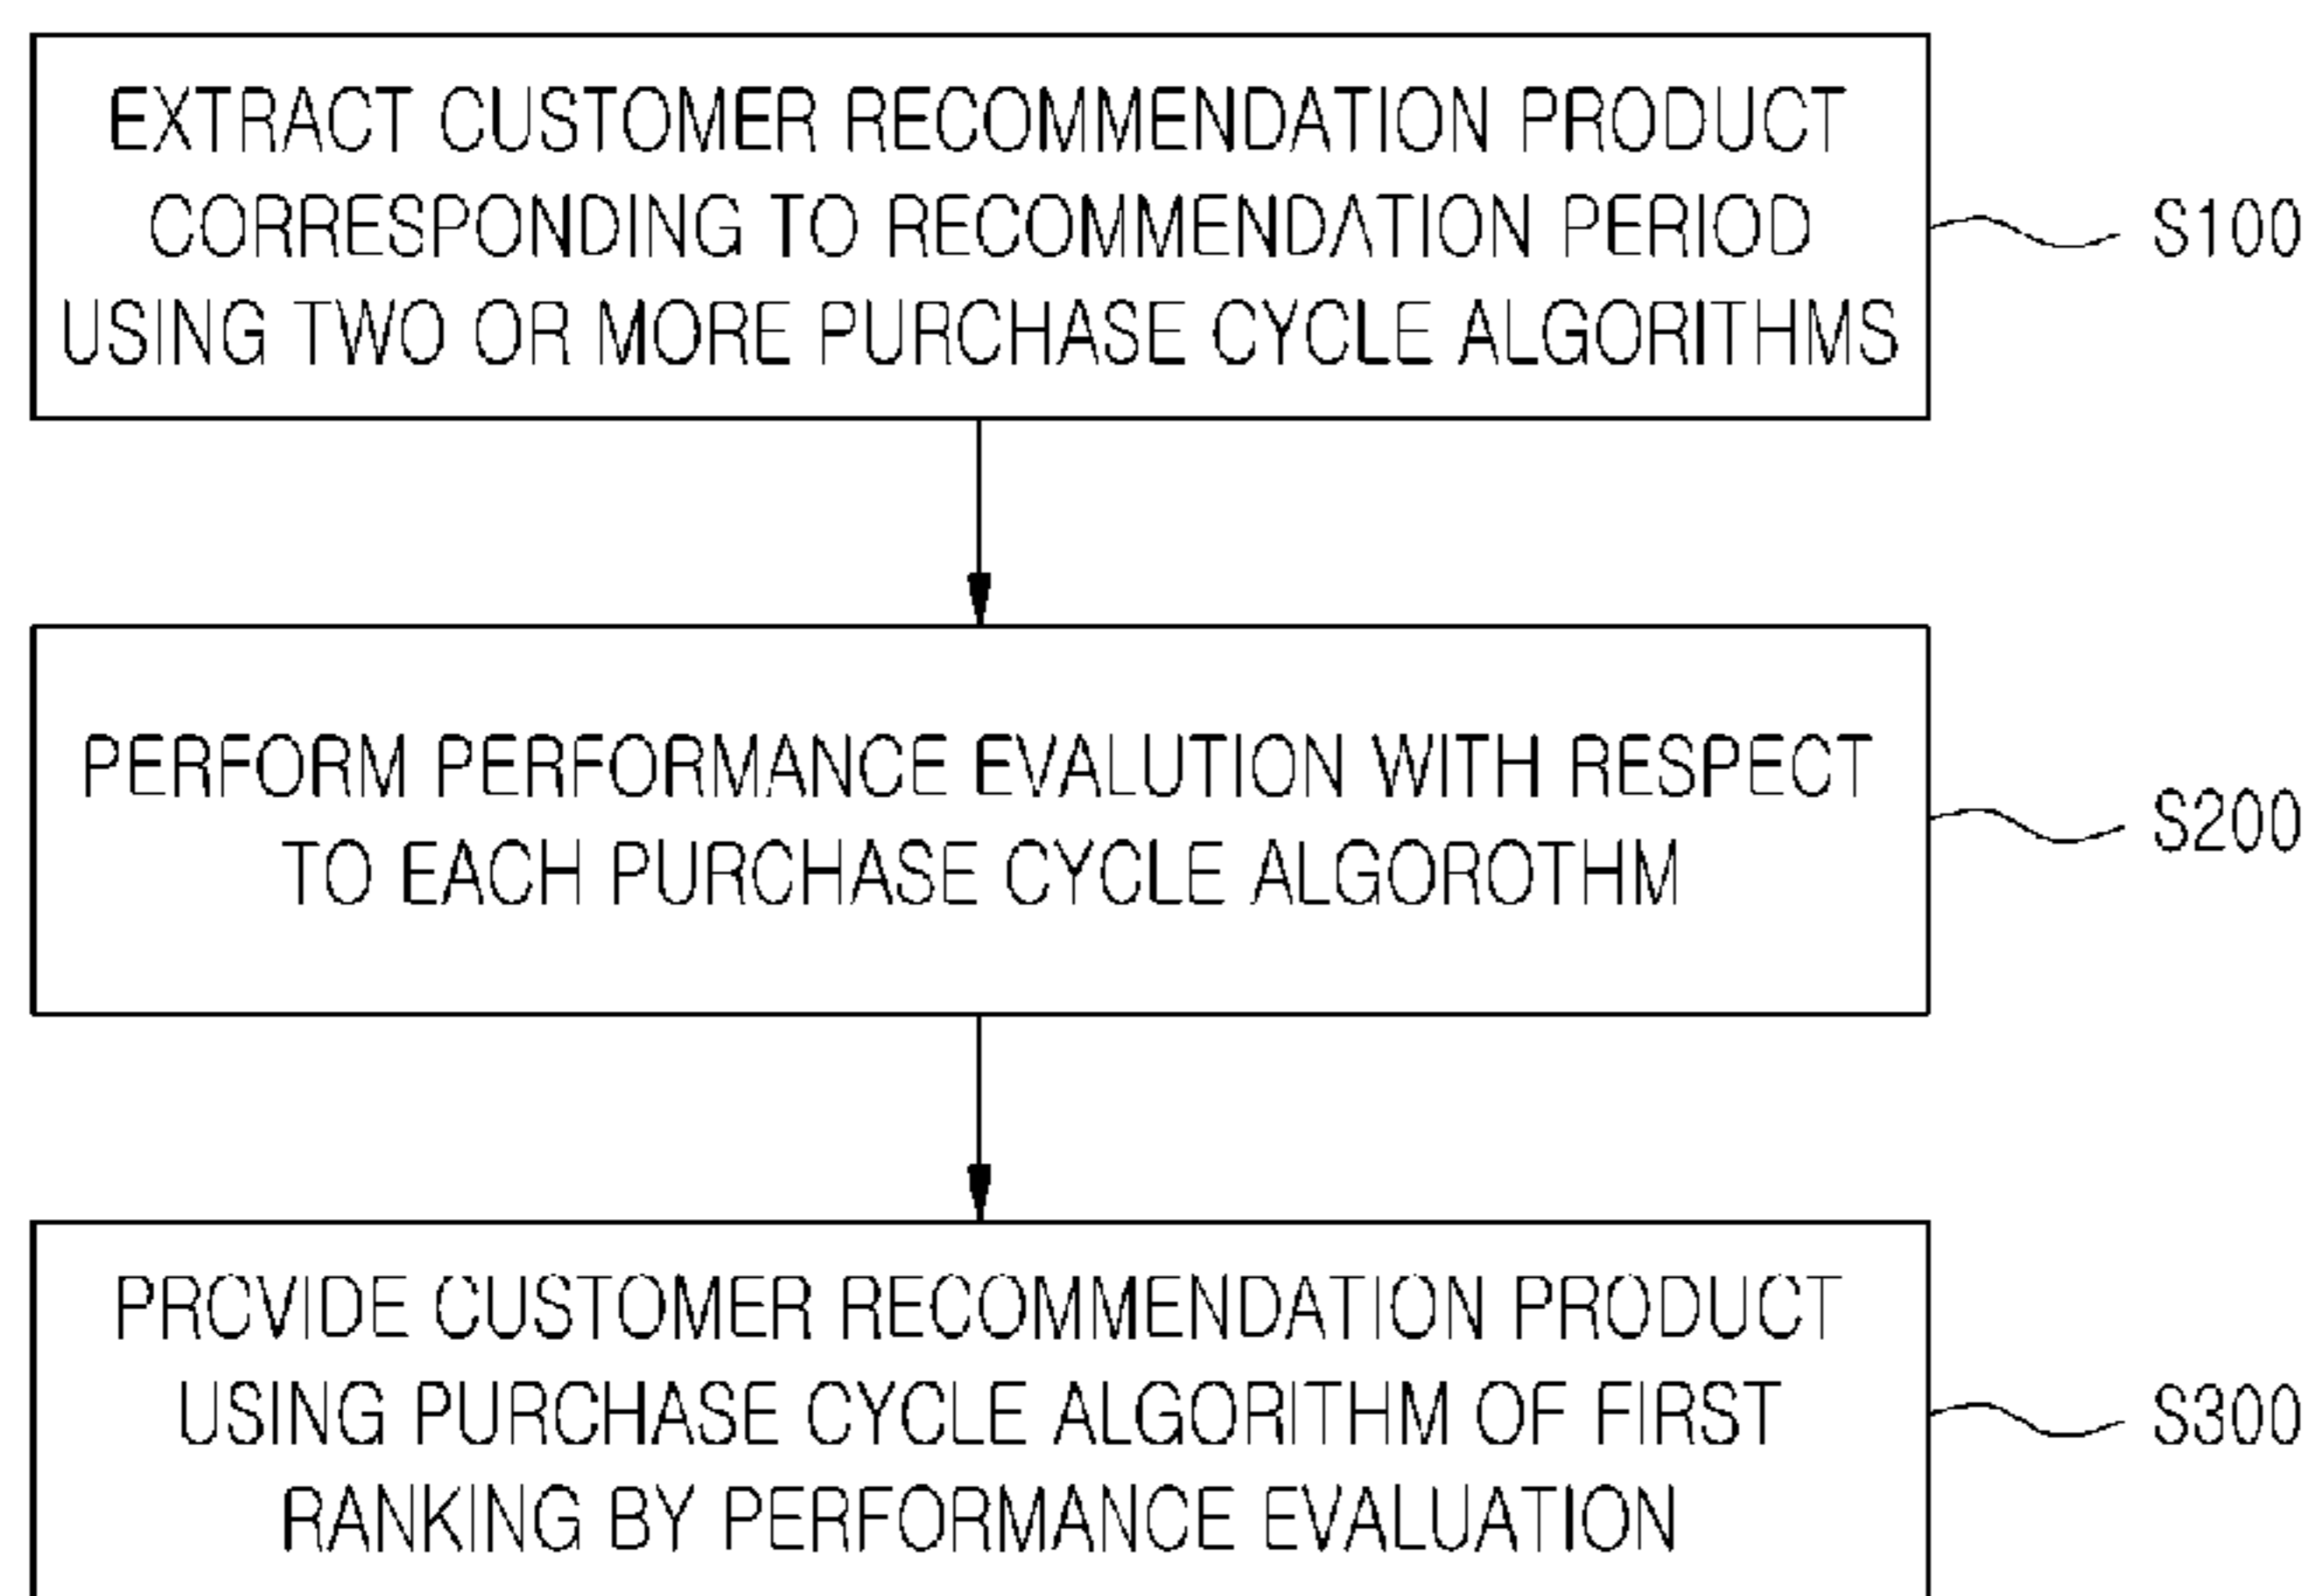 EXTRACT CUSTOMER RECOMMENDATION PRODUCT
CORRESPONDING TO RECOMMENDATION PERIOD
USING TWO OR MORE PURCHASE CYCLE ALGORITHMS
S100
PERFORM PERFORMANCE EVALUTION WITH RESPECT
TO EACH PURCHASE CYCLE ALGOROTHM
S200
PROVIDE CUSTOMER RECOMMENDATION PRODUCT
USING PURCHASE CYCLE ALGORITHM OF FIRST
RANKING BY PERFORMANCE EVALUATION
S300